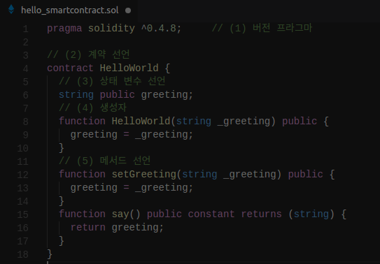 hello_smartcontract.sol
1 pragma solidity ^0.4.8;     // (1) 버전 프라그마
2
3 // (2) 계약 선언
4 contract HelloWorld {
5   // (3) 상태 변수 선언
6   string public greeting;
7   // (4) 생성자
8   function HelloWorld(string _greeting) public {
9     greeting = _greeting;
10   }
11   // (5) 메서드 선언
12   function setGreeting(string _greeting) public {
13     greeting = _greeting;
14   }
15   function say() public constant returns (string) {
16     return greeting;
17   }
18 }